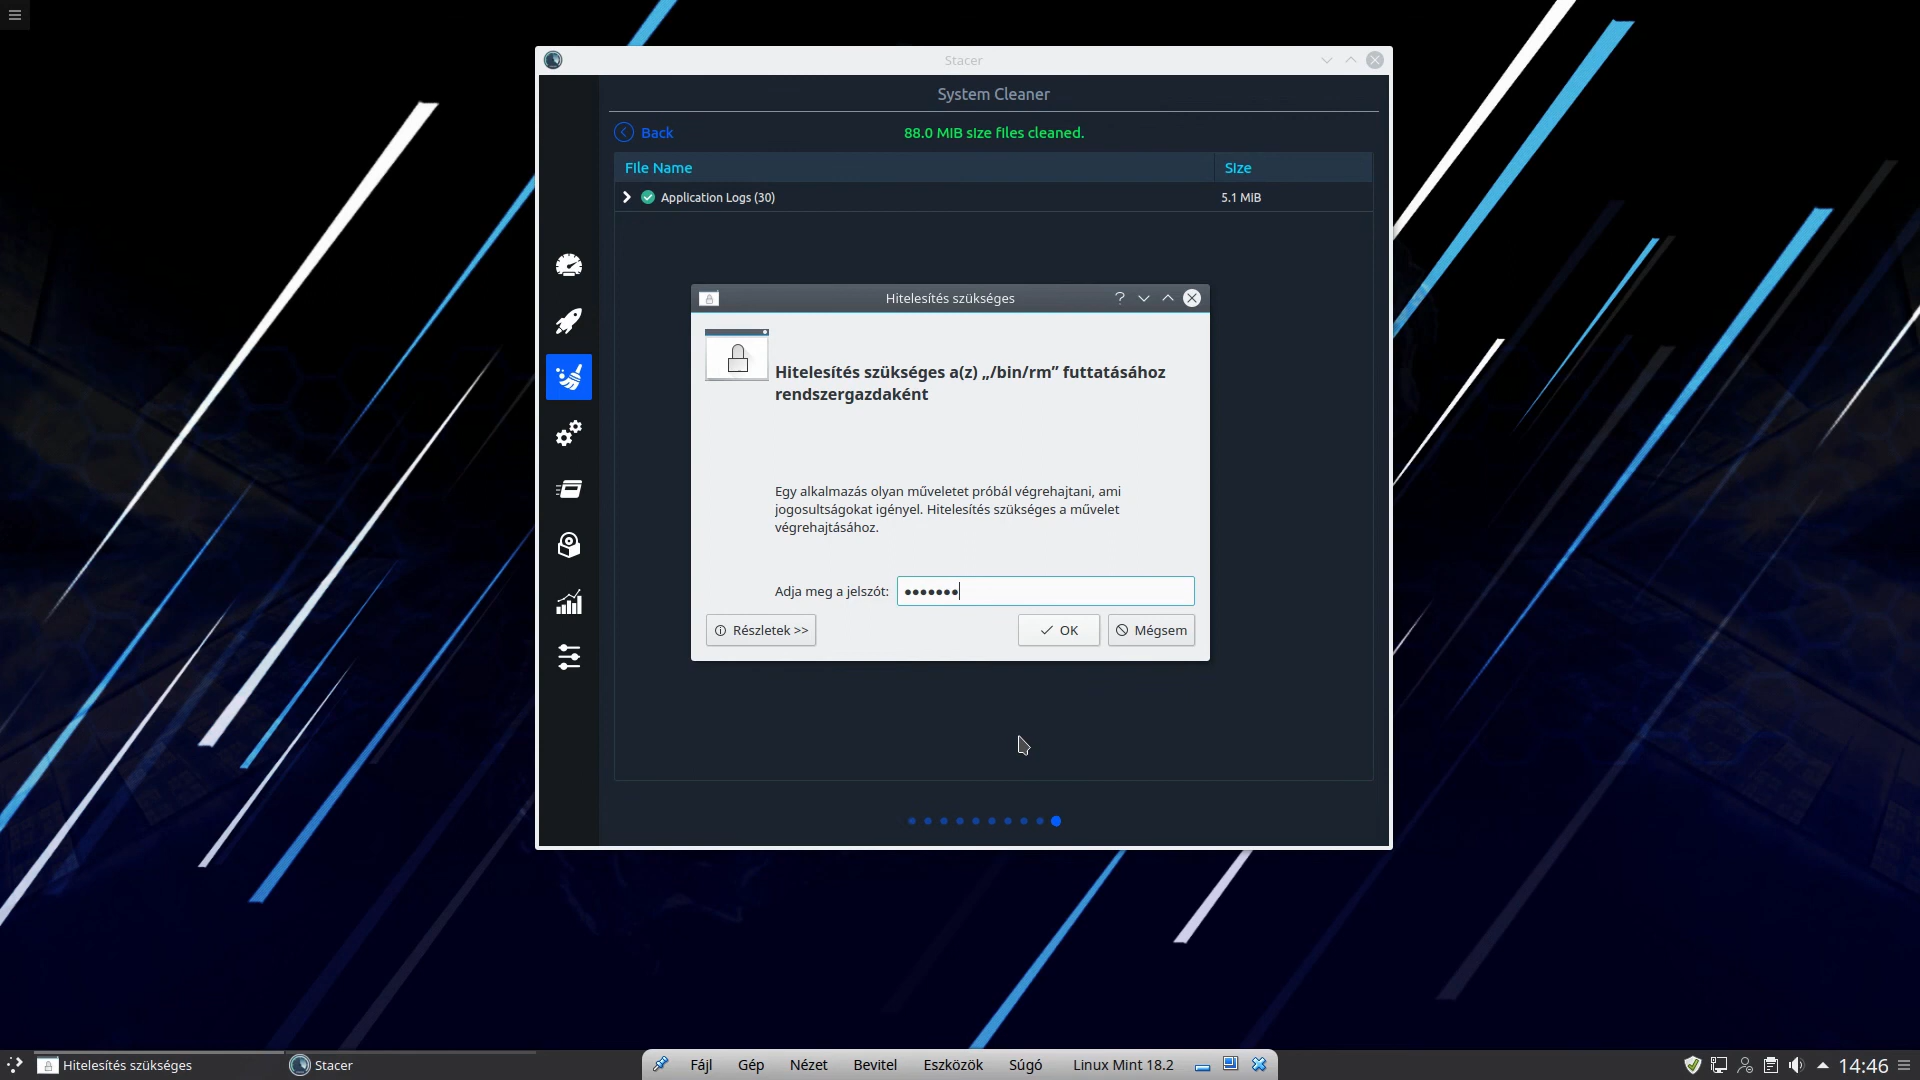 Stacer
System Cleaner
Back
88.0 MiB size files cleaned.
File Name
Size
Application Logs (30)
5.1 MiB
Hitelesítés szükséges
Hitelesítés szükséges a(z) „/bin/rm” futtatásához
rendszergazdaként
Egy alkalmazás olyan műveletet próbál végrehajtani, ami
jogosultságokat igényel. Hitelesítés szükséges a művelet
végrehajtásához.
Adja meg a jelszót: ●●●●●●●
Részletek >>
OK
Mégsem
Hitelesítés szükséges
Stacer
Fájl
Gép
Nézet
Bevitel
Eszközök
Súgó
Linux Mint 18.2
14:46